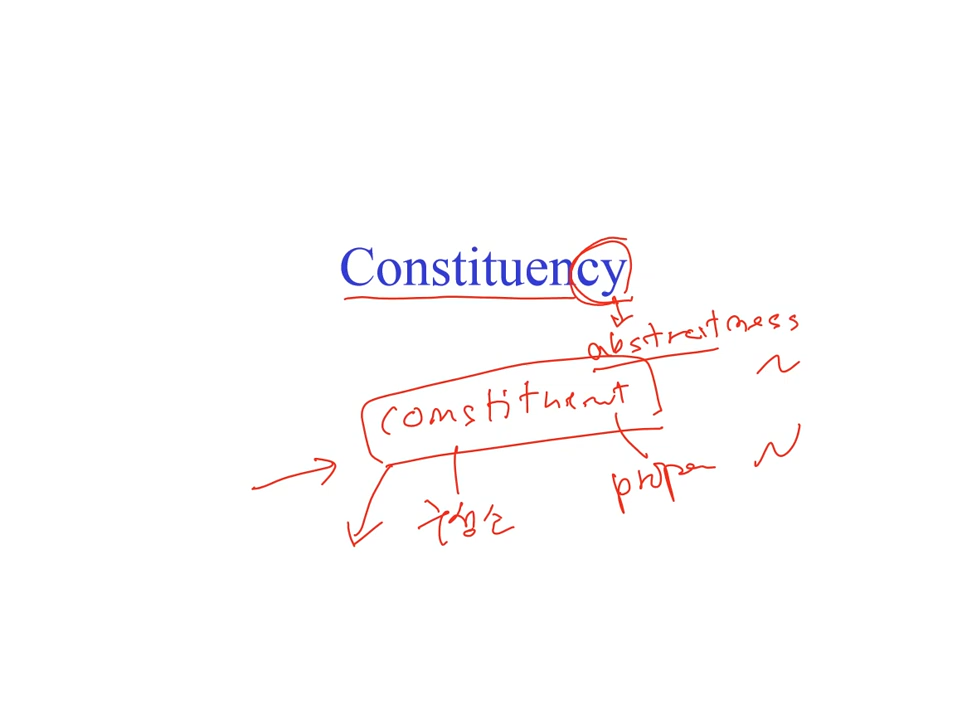 Constituency
abstractness
constituent
N
proper
N
구성소